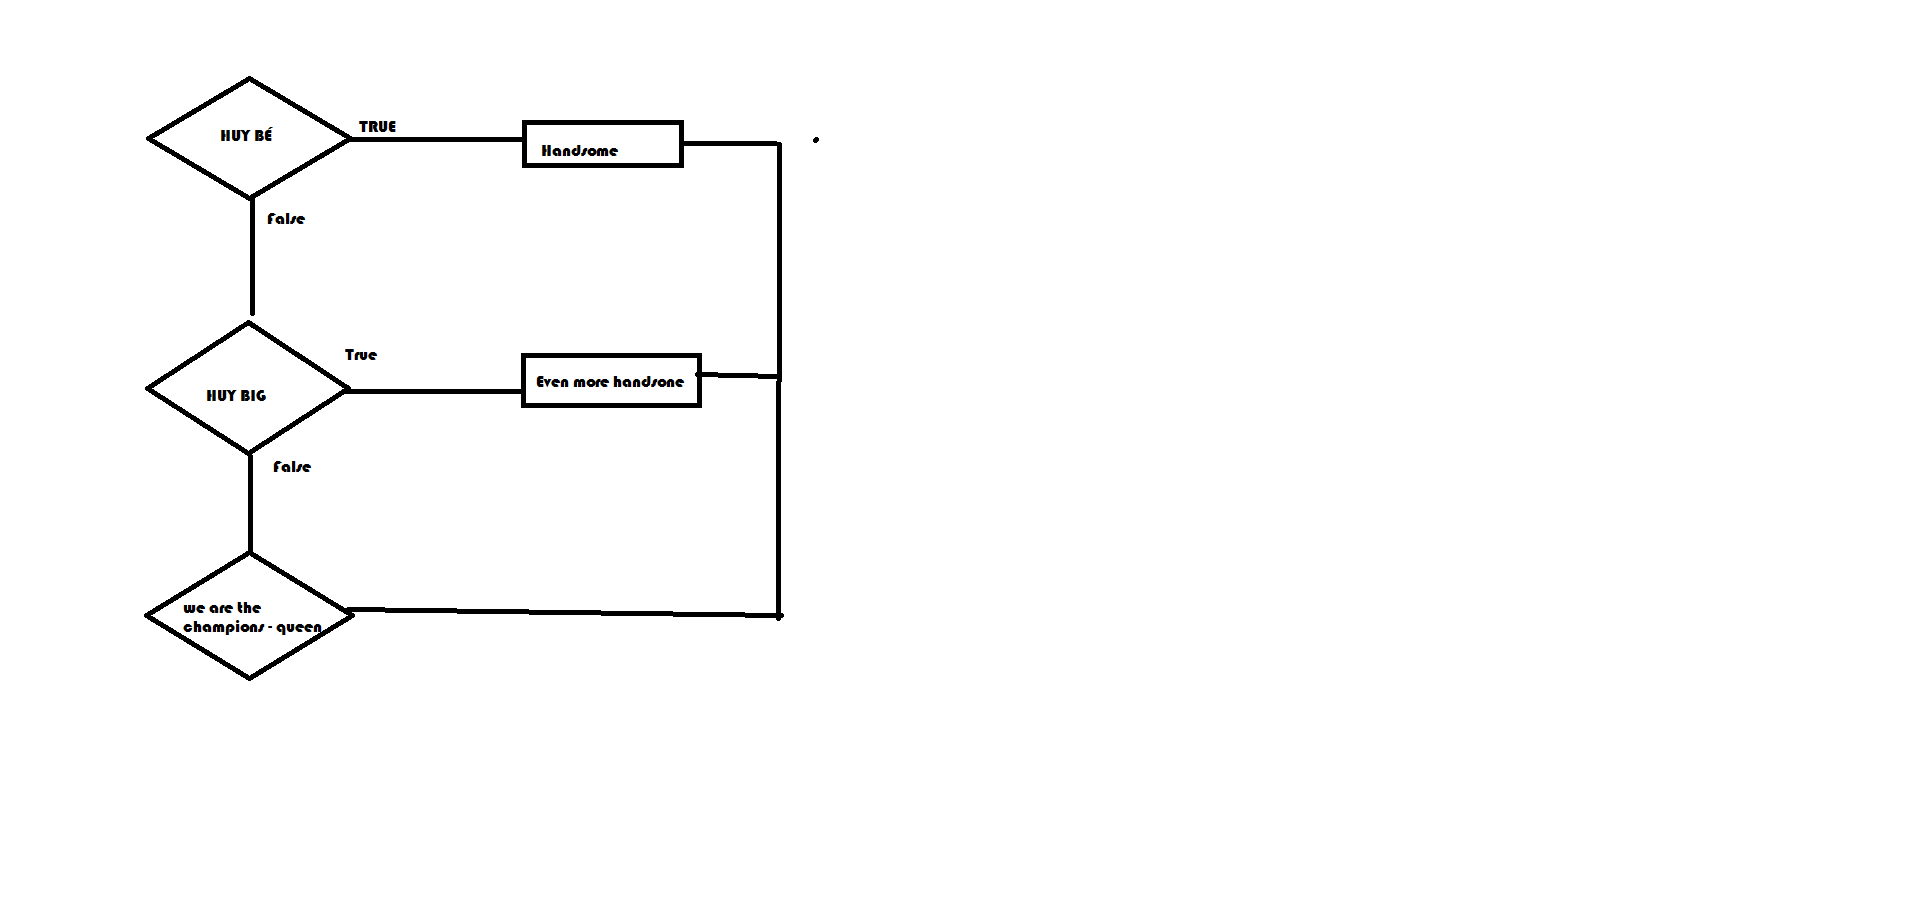 HUY BÉ
TRUE
Handsome
False
True
Even more handsone
HUY BIG
False
we are the
champions - queen